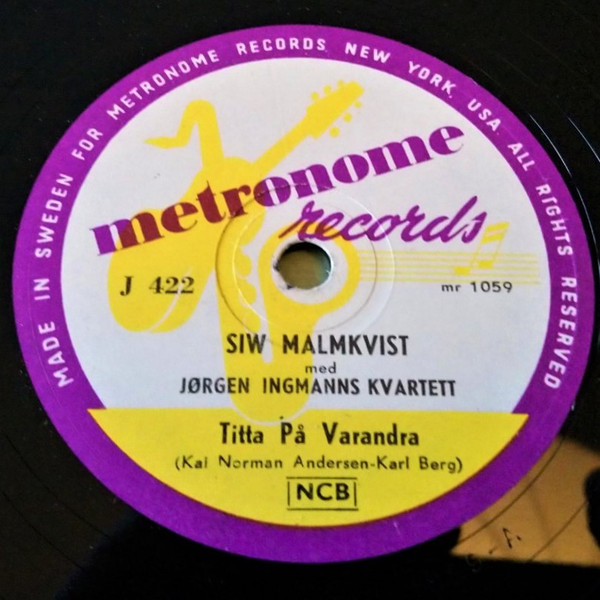 MADE IN SWEDEN FOR METRONOME RECORDS NEW YORK, USA. ALL RIGHTS RESERVED
metronome
records
J 422
mr 1059
SIW MALMKVIST
med
JØRGEN INGMANNS KVARTETT
Titta På Varandra
(Kai Norman Andersen-Karl Berg)
NCB